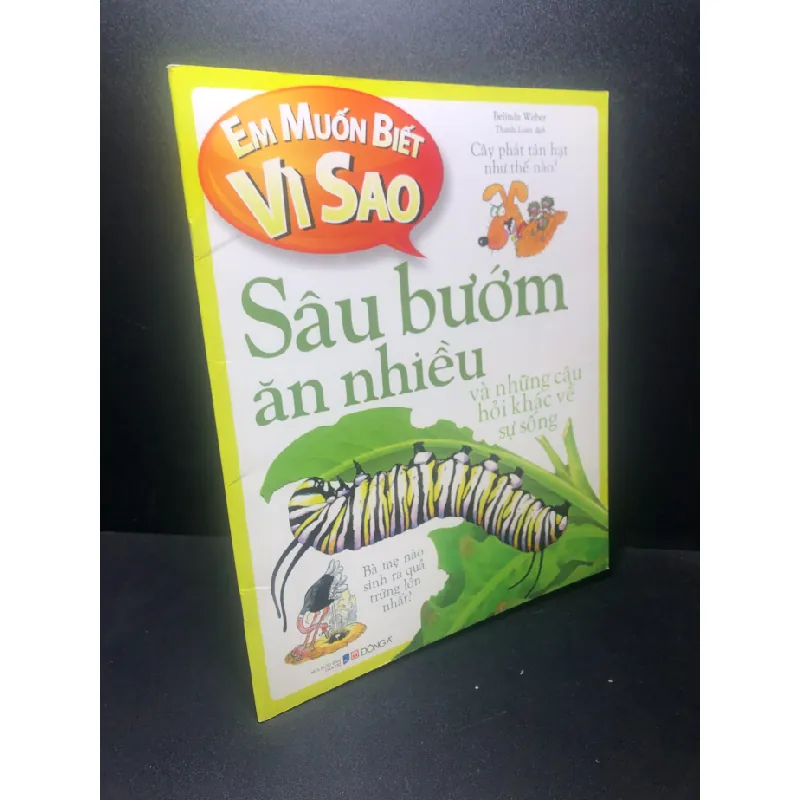 EM MUỐN BIẾT
VÌ SAO
Belinda Weber
Thanh Loan dịch
Cây phát tán hạt
như thế nào?
Sâu bướm
ăn nhiều
và những câu
hỏi khác về
sự sống
Bà mẹ nào
sinh ra quả
trứng lớn
nhất?
ĐÔNG A